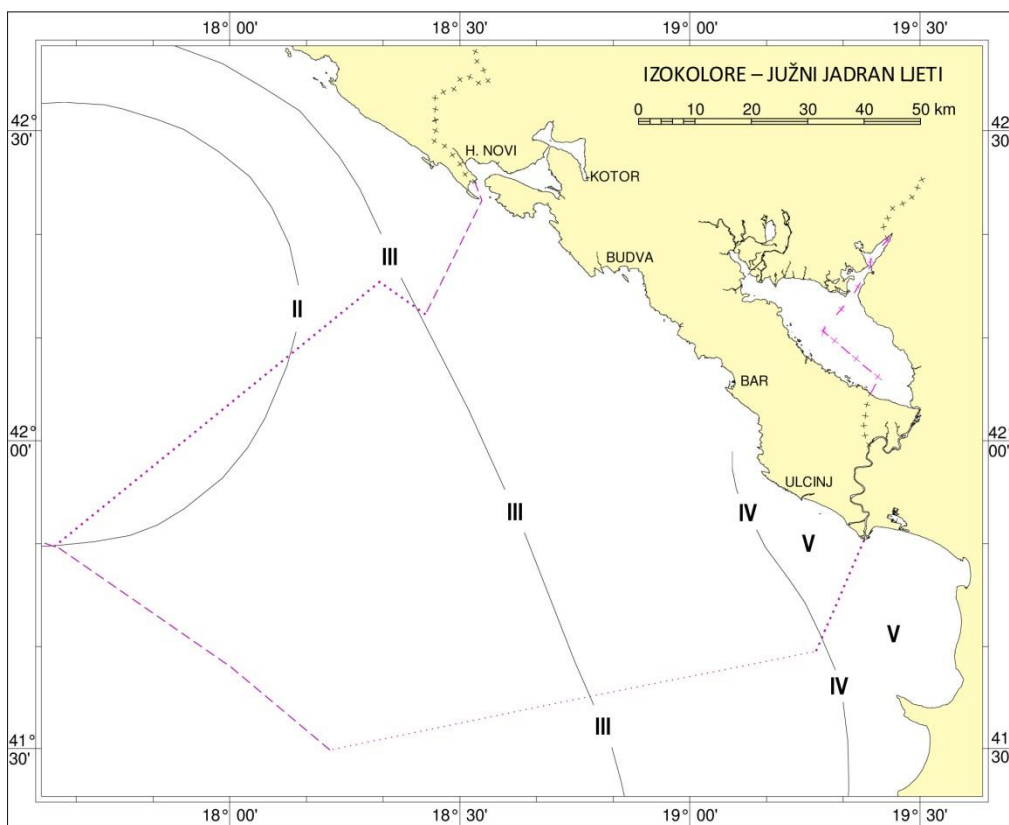 18° 00'
18° 30'
19° 00'
19° 30'
IZOKOLORE – JUŽNI JADRAN LJETI
0 10 20 30 40 50 km
42°
30'
42°
30'
H. NOVI
KOTOR
III
BUDVA
II
BAR
42°
00'
42°
00'
ULCINJ
III
IV
V
V
IV
III
41°
30'
41°
30'
18° 00'
18° 30'
19° 00'
19° 30'